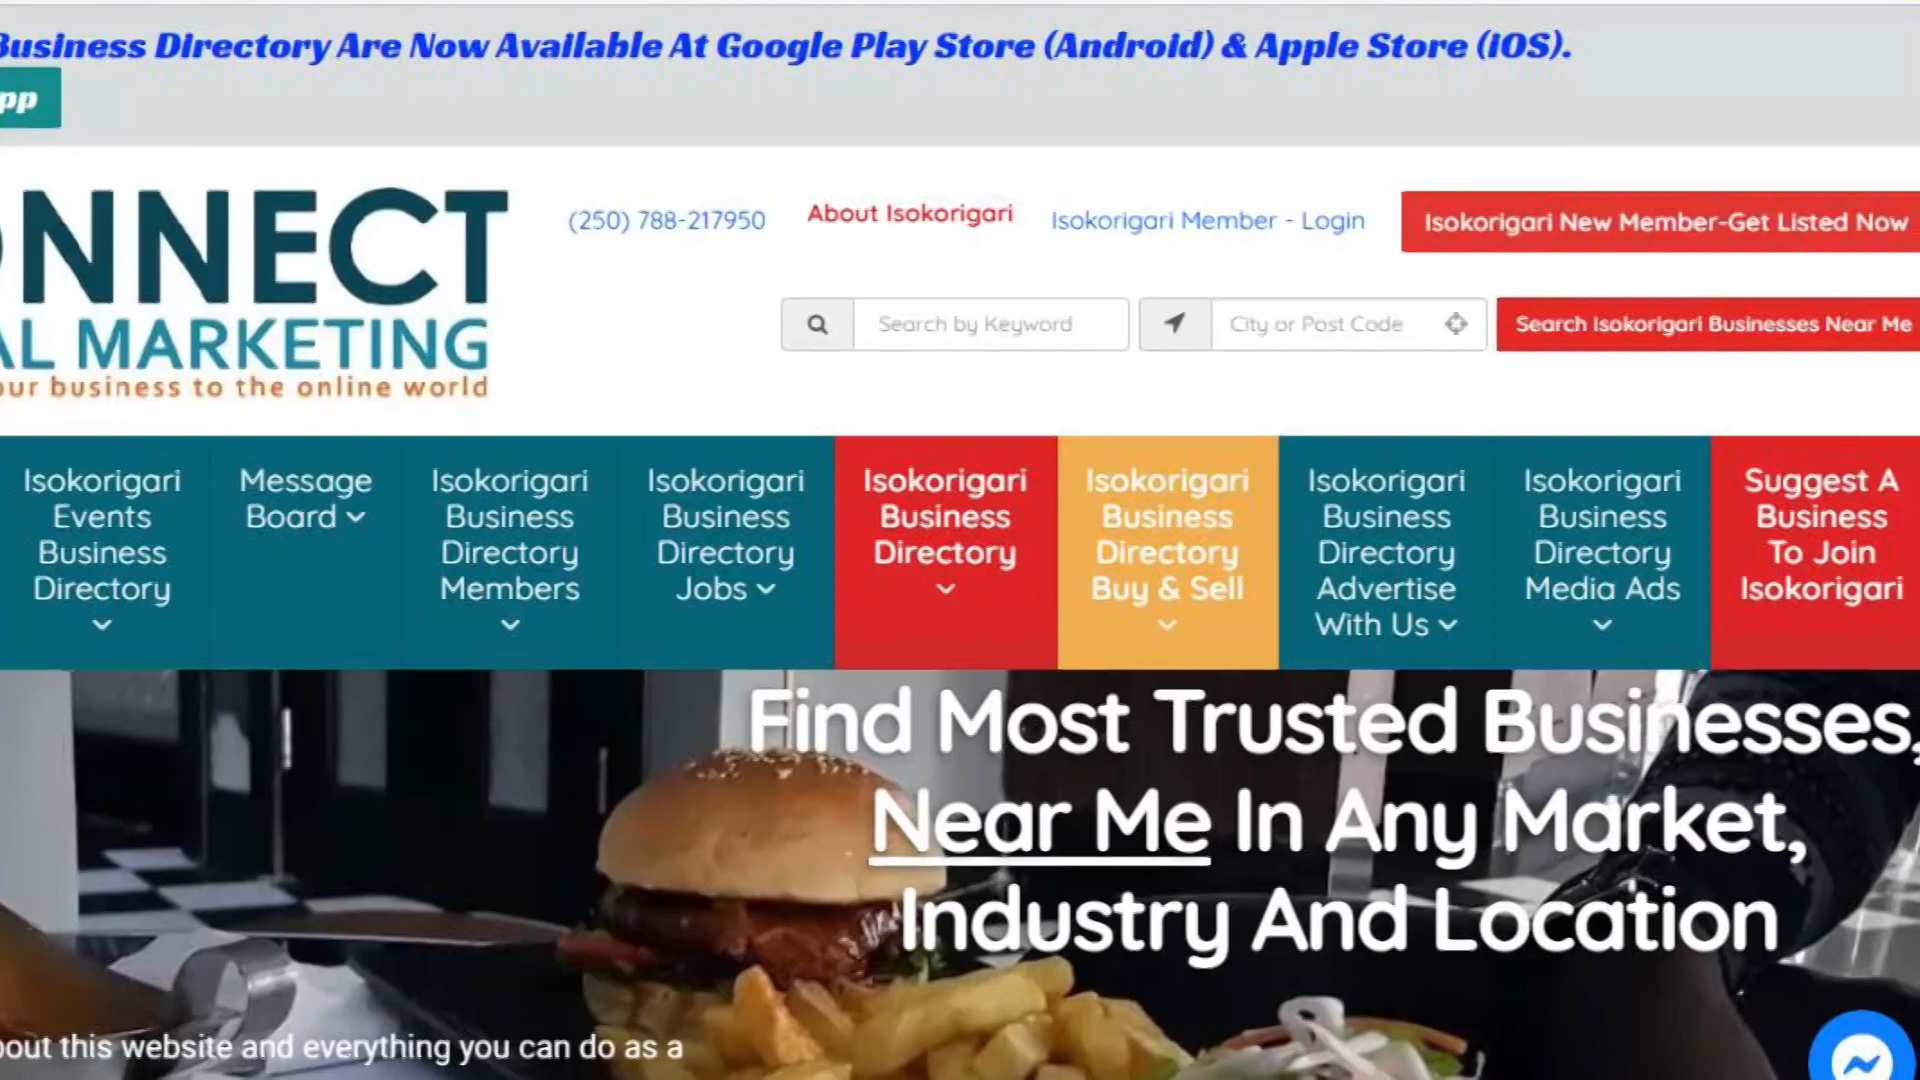 Business Directory Are Now Available At Google Play Store (Android) & Apple Store (iOS).
pp
ONNECT
AL MARKETING
our business to the online world
(250) 788-217950
About Isokorigari
Isokorigari Member - Login
Isokorigari New Member-Get Listed Now
Search by Keyword
City or Post Code
Search Isokorigari Businesses Near Me
Isokorigari
Events
Business
Directory
Message
Board
Isokorigari
Business
Directory
Members
Isokorigari
Business
Directory
Jobs
Isokorigari
Business
Directory
Isokorigari
Business
Directory
Buy & Sell
Isokorigari
Business
Directory
Advertise
With Us
Isokorigari
Business
Directory
Media Ads
Suggest A
Business
To Join
Isokorigari
Find Most Trusted Businesses,
Near Me In Any Market,
Industry And Location
bout this website and everything you can do as a